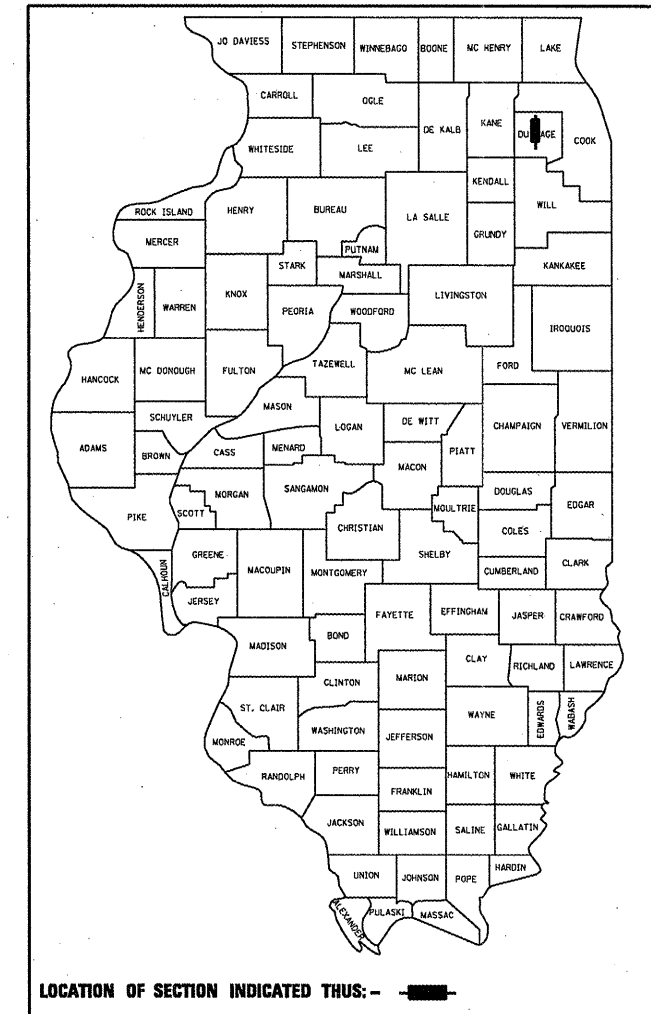 JO DAVIESS
STEPHENSON
WINNEBAGO
BOONE
MC HENRY
LAKE
CARROLL
OGLE
DE KALB
KANE
DU AGE
COOK
WHITESIDE
LEE
KENDALL
WILL
ROCK ISLAND
HENRY
BUREAU
LA SALLE
GRUNDY
MERCER
PUTNAM
KANKAKEE
STARK
MARSHALL
HENDERSON
WARREN
KNOX
PEORIA
WOODFORD
LIVINGSTON
IROQUOIS
HANCOCK
MC DONOUGH
FULTON
TAZEWELL
MC LEAN
FORD
MASON
SCHUYLER
LOGAN
DE WITT
CHAMPAIGN
VERMILION
ADAMS
BROWN
CASS
MENARD
PIATT
MACON
MORGAN
SANGAMON
DOUGLAS
EDGAR
PIKE
SCOTT
CHRISTIAN
MOULTRIE
COLES
GREENE
MACOUPIN
SHELBY
CALHOUN
MONTGOMERY
CUMBERLAND
CLARK
JERSEY
FAYETTE
EFFINGHAM
JASPER
CRAWFORD
MADISON
BOND
CLAY
RICHLAND
LAWRENCE
CLINTON
MARION
ST. CLAIR
WAYNE
EDWARDS
WABASH
WASHINGTON
JEFFERSON
MONROE
RANDOLPH
PERRY
HAMILTON
WHITE
FRANKLIN
JACKSON
WILLIAMSON
SALINE
GALLATIN
UNION
JOHNSON
POPE
HARDIN
ALEXANDER
PULASKI
MASSAC
LOCATION OF SECTION INDICATED THUS: -